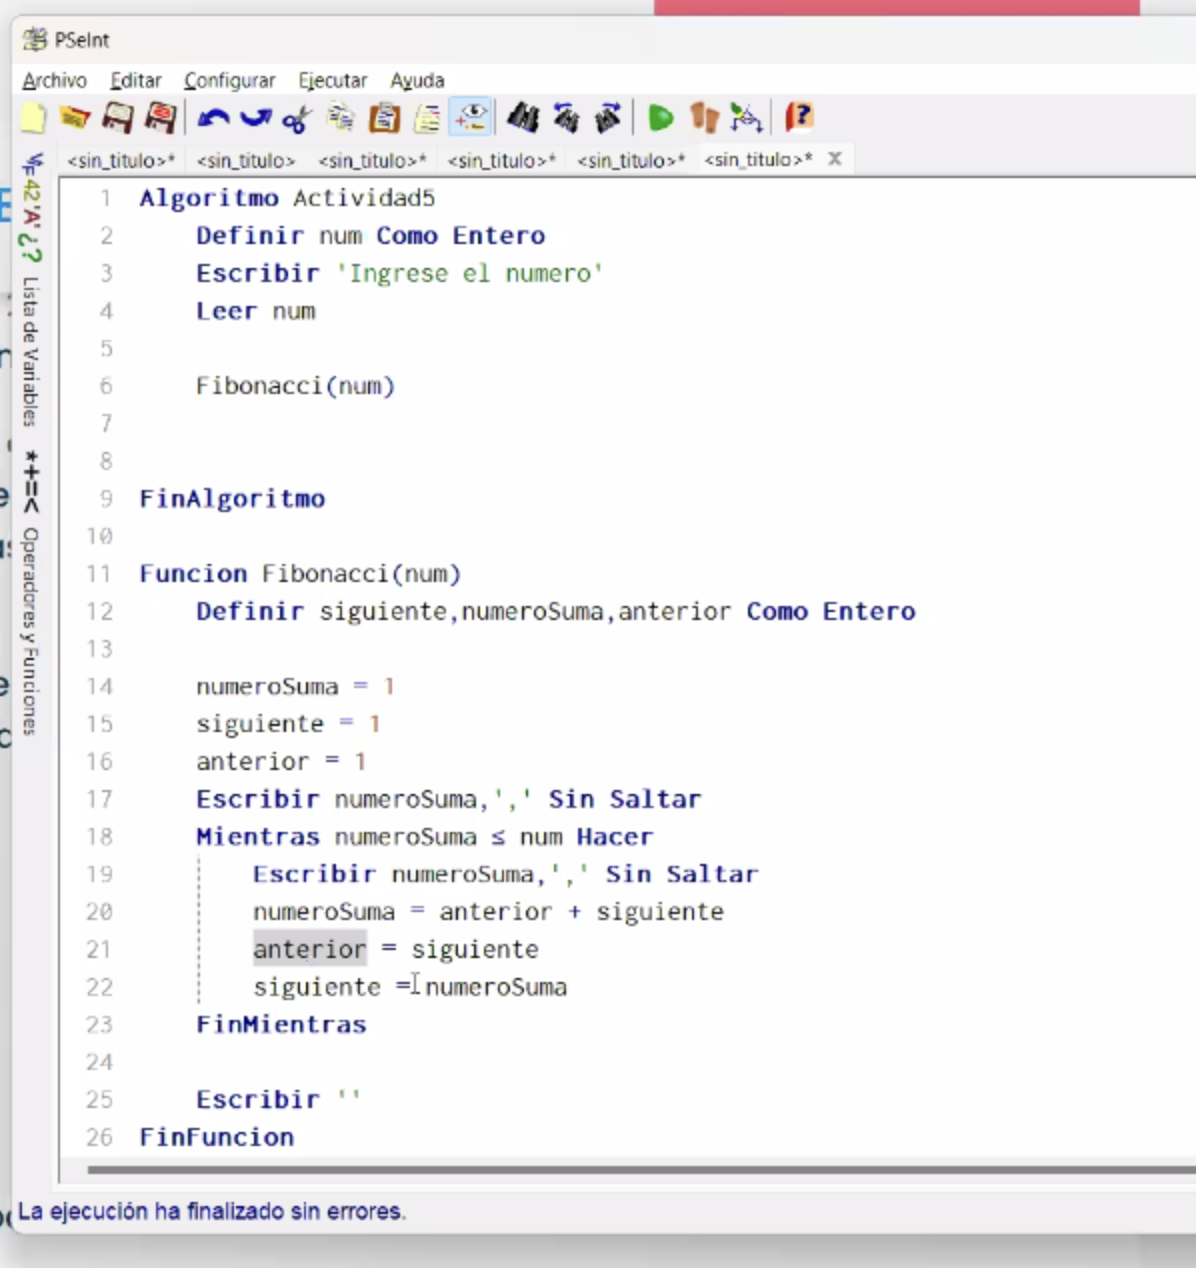 PSeInt
Archivo Editar Configurar Ejecutar Ayuda
<sin_titulo>* <sin_titulo> <sin_titulo>* <sin_titulo>* <sin_titulo>* <sin_titulo>* X
42 'A' ¿?
Lista de Variables
*+=<
Operadores y Funciones
1 Algoritmo Actividad5
2 Definir num Como Entero
3 Escribir 'Ingrese el numero'
4 Leer num
5
6 Fibonacci(num)
7
8
9 FinAlgoritmo
10
11 Funcion Fibonacci(num)
12 Definir siguiente,numeroSuma,anterior Como Entero
13
14 numeroSuma = 1
15 siguiente = 1
16 anterior = 1
17 Escribir numeroSuma,',' Sin Saltar
18 Mientras numeroSuma ≤ num Hacer
19 Escribir numeroSuma,',' Sin Saltar
20 numeroSuma = anterior + siguiente
21 anterior = siguiente
22 siguiente = numeroSuma
23 FinMientras
24
25 Escribir ''
26 FinFuncion
La ejecución ha finalizado sin errores.